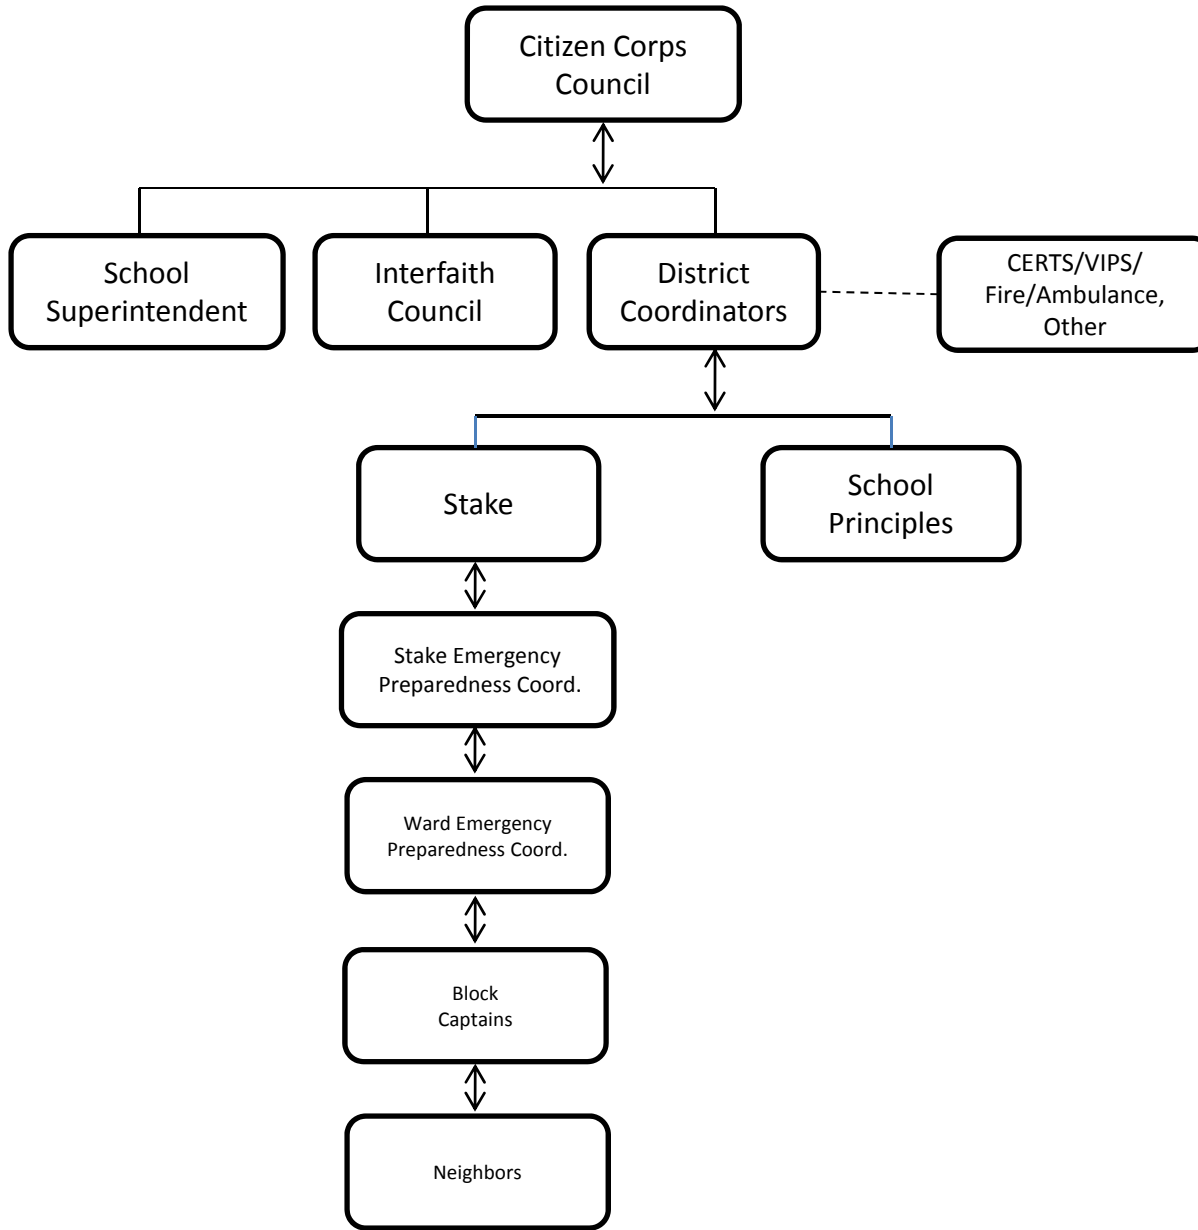 Citizen Corps
Council
School
Superintendent
Interfaith
Council
District
Coordinators
CERTS/VIPS/
Fire/Ambulance,
Other
Stake
School
Principles
Stake Emergency
Preparedness Coord.
Ward Emergency
Preparedness Coord.
Block
Captains
Neighbors